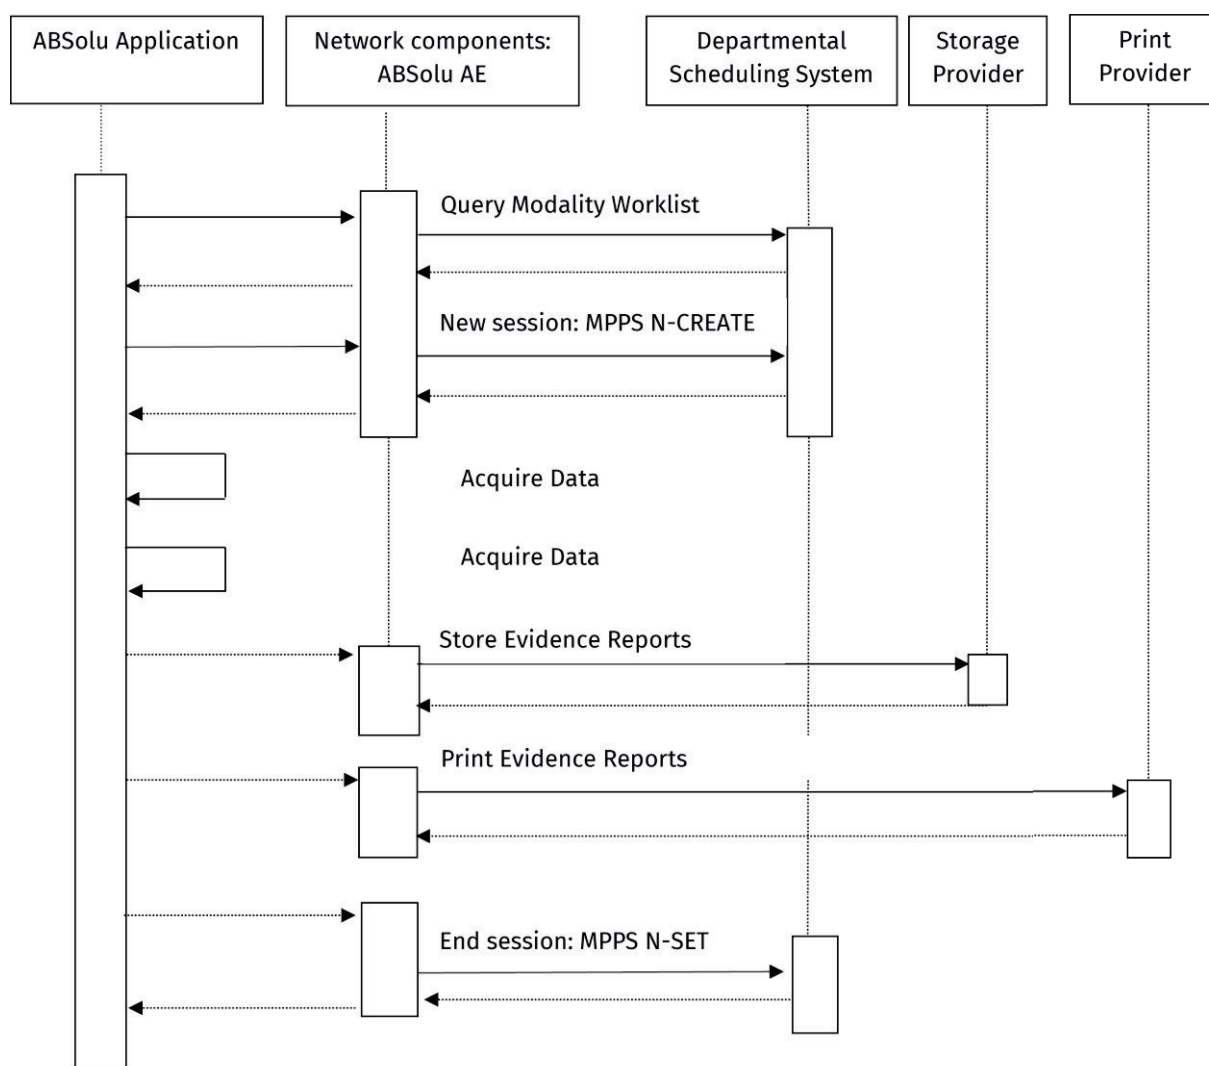 ABSolu Application
Network components:
ABSolu AE
Departmental
Scheduling System
Storage
Provider
Print
Provider
Query Modality Worklist
New session: MPPS N-CREATE
Acquire Data
Acquire Data
Store Evidence Reports
Print Evidence Reports
End session: MPPS N-SET